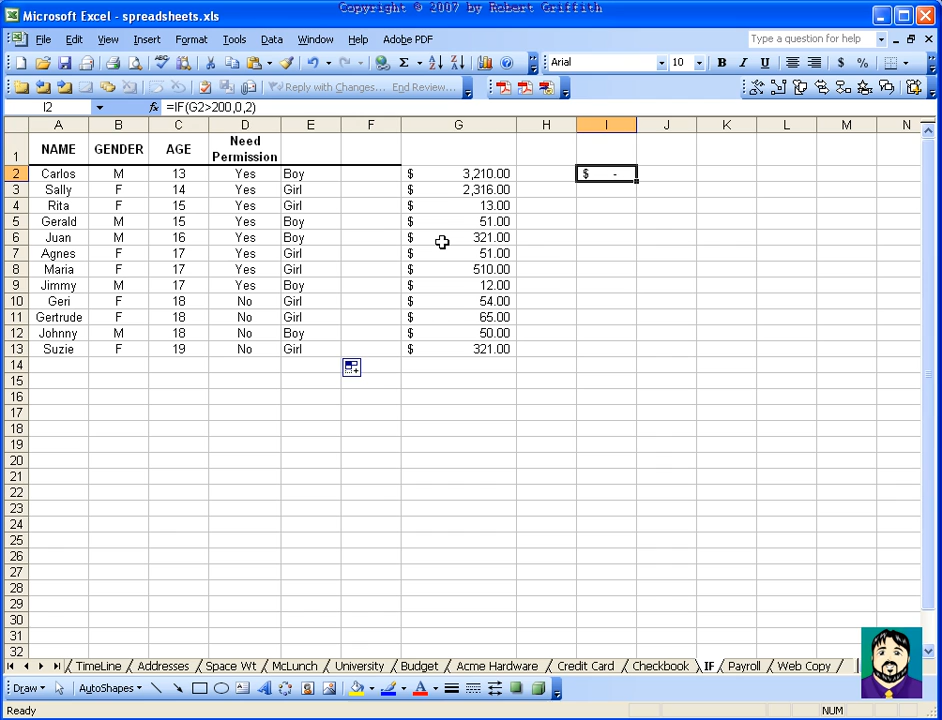 Copyright © 2007 by Robert Griffith
Microsoft Excel - spreadsheets.xls
File Edit View Insert Format Tools Data Window Help Adobe PDF
Type a question for help
Arial 10 B I U $ %
Reply with Changes... End Review...
I2 fx =IF(G2>200,0,2)
A B C D E F G H I J K L M N
1 NAME GENDER AGE Need Permission
2 Carlos M 13 Yes Boy $ 3,210.00 $ -
3 Sally F 14 Yes Girl $ 2,316.00
4 Rita F 15 Yes Girl $ 13.00
5 Gerald M 15 Yes Boy $ 51.00
6 Juan M 16 Yes Boy $ 321.00
7 Agnes F 17 Yes Girl $ 51.00
8 Maria F 17 Yes Girl $ 510.00
9 Jimmy M 17 Yes Boy $ 12.00
10 Geri F 18 No Girl $ 54.00
11 Gertrude F 18 No Girl $ 65.00
12 Johnny M 18 No Boy $ 50.00
13 Suzie F 19 No Girl $ 321.00
14
15
16
17
18
19
20
21
22
23
24
25
26
27
28
29
30
31
32
TimeLine Addresses Space Wt McLunch University Budget Acme Hardware Credit Card Checkbook IF Payroll Web Copy
Draw AutoShapes
Ready NUM